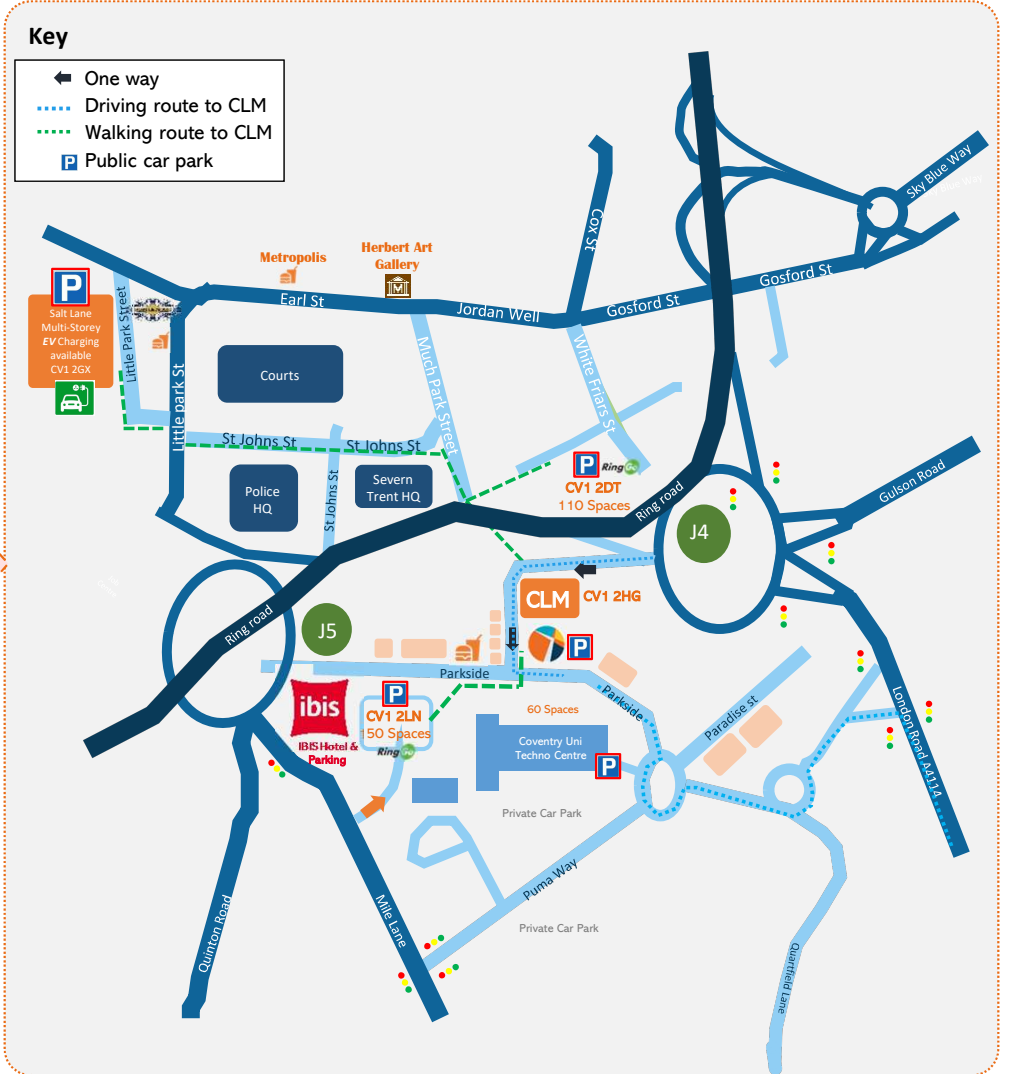 Key
One way
Driving route to CLM
Walking route to CLM
P Public car park
Sky Blue Way
Cox St
Metropolis
Herbert Art
Gallery
Gosford St
Gosford St
Earl St
Jordan Well
P
Salt Lane
Multi-Storey
EV Charging
available
CV1 2GX
Little Park Street
Little park St
Courts
Much Park Street
White Friars St
St Johns St
St Johns St
St Johns St
Police
HQ
Severn
Trent HQ
P RingGo
CV1 2DT
110 Spaces
Ring road
Gulson Road
J4
CLM
CV1 2HG
Ring road
J5
P
Parkside
Parkside
ibis
IBIS Hotel &
Parking
P
CV1 2LN
150 Spaces
RingGo
60 Spaces
Coventry Uni
Techno Centre
P
Paradise st
London Road A4114
Private Car Park
Puma Way
Private Car Park
Mile Lane
Quinton Road
Quartfield Lane